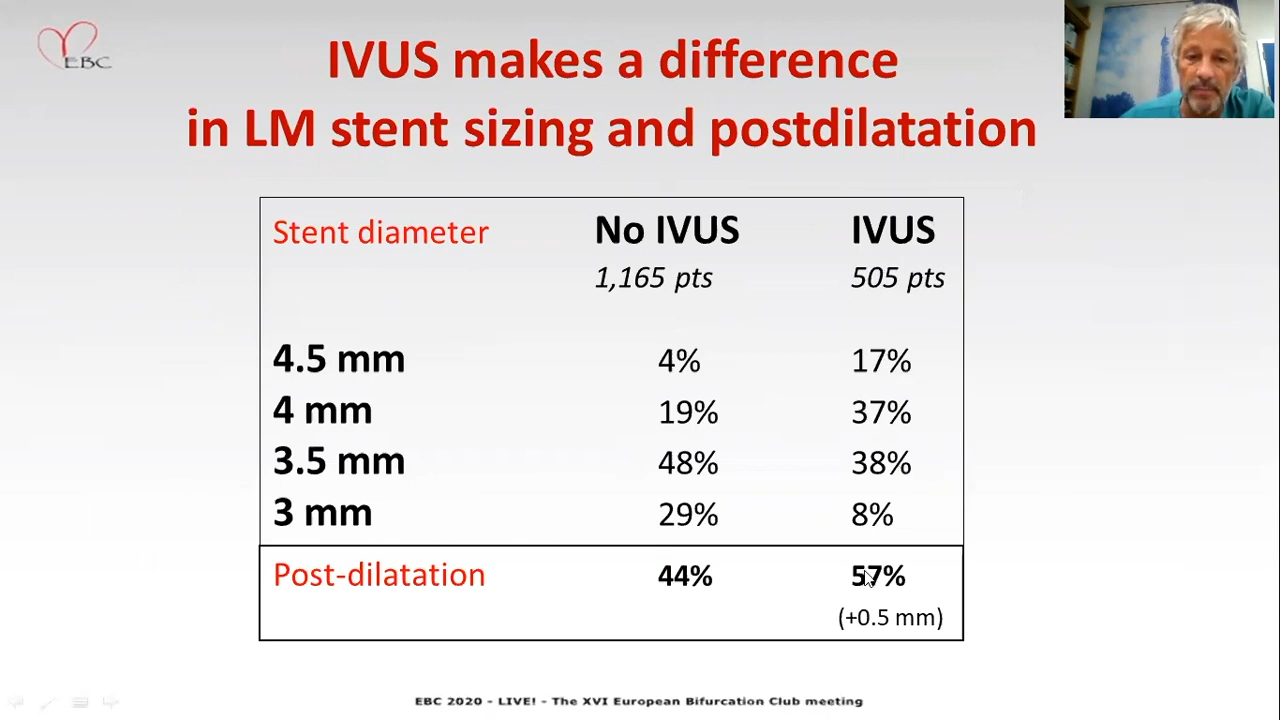 EBC
IVUS makes a difference
in LM stent sizing and postdilatation
Stent diameter No IVUS IVUS
1,165 pts 505 pts
4.5 mm 4% 17%
4 mm 19% 37%
3.5 mm 48% 38%
3 mm 29% 8%
Post-dilatation 44% 57%
(+0.5 mm)
EBC 2020 - LIVE! - The XVI European Bifurcation Club meeting